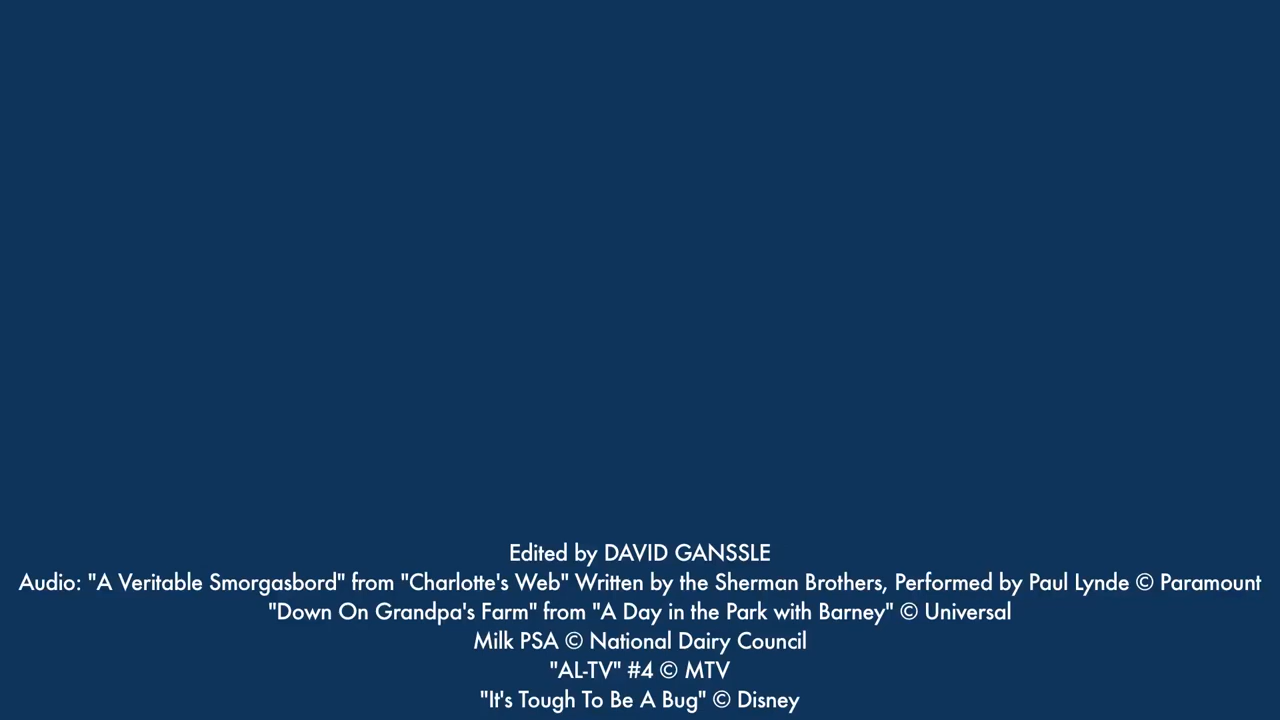 Edited by DAVID GANSSLE
Audio: "A Veritable Smorgasbord" from "Charlotte's Web" Written by the Sherman Brothers, Performed by Paul Lynde © Paramount
"Down On Grandpa's Farm" from "A Day in the Park with Barney" © Universal
Milk PSA © National Dairy Council
"AL-TV" #4 © MTV
"It's Tough To Be A Bug" © Disney